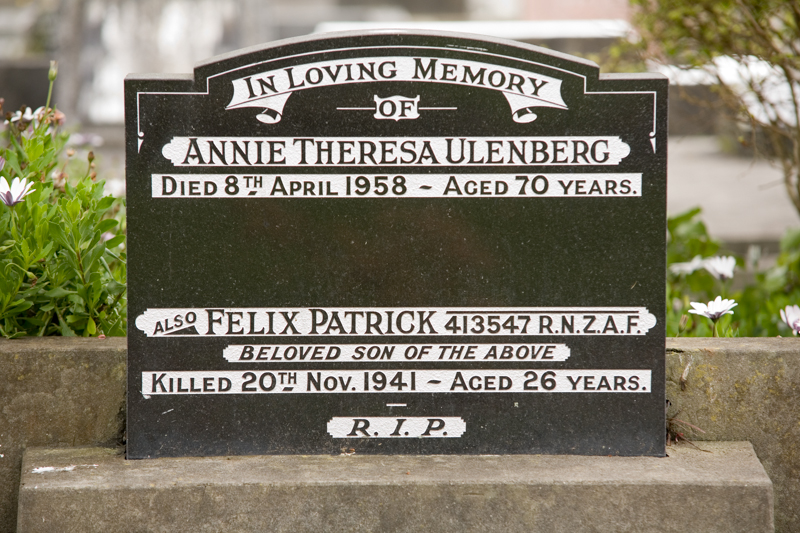 IN LOVING MEMORY
OF
ANNIE THERESA ULENBERG
DIED 8TH APRIL 1958 ~ AGED 70 YEARS.
ALSO FELIX PATRICK 413547 R.N.Z.A.F.
BELOVED SON OF THE ABOVE
KILLED 20TH NOV. 1941 ~ AGED 26 YEARS.
R. I. P.